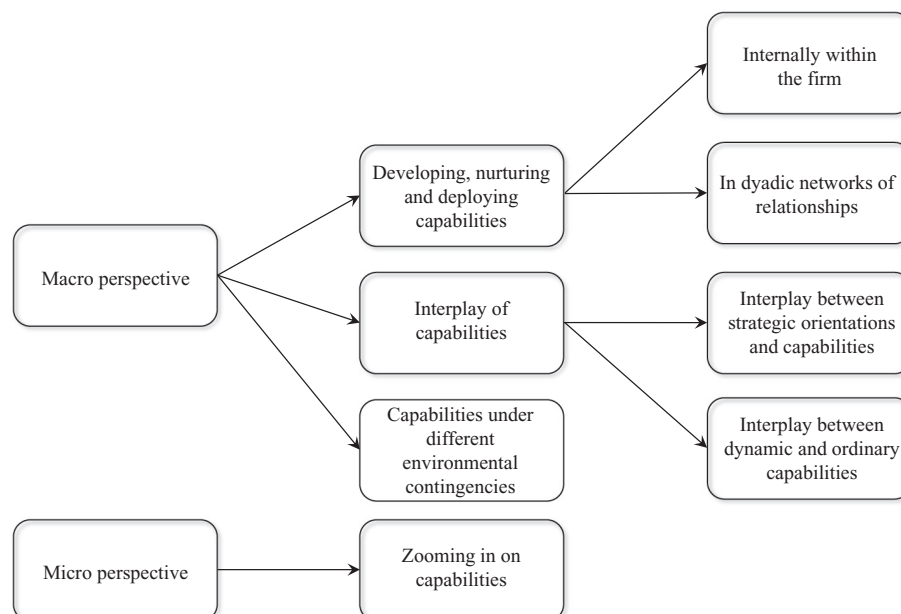 Internally within
the firm
Developing, nurturing
and deploying
capabilities
In dyadic networks of
relationships
Macro perspective
Interplay of
capabilities
Interplay between
strategic orientations
and capabilities
Capabilities under
different
environmental
contingencies
Interplay between
dynamic and ordinary
capabilities
Micro perspective
Zooming in on
capabilities